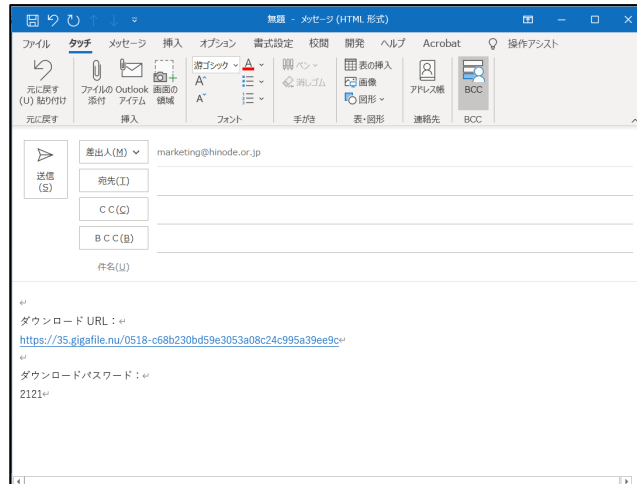 無題 - メッセージ (HTML 形式)
ファイル タッチ メッセージ 挿入 オプション 書式設定 校閲 開発 ヘルプ Acrobat 操作アシスト
元に戻す
(U) 貼り付け
ファイルの
添付
Outlook
アイテム
画面の
領域
游ゴシック A
A^
A˅
ペン
消しゴム
表の挿入
画像
図形
アドレス帳
BCC
元に戻す 挿入 フォント 手がき 表・図形 連絡先 BCC
送信
(S)
差出人(M) marketing@hinode.or.jp
宛先(T)
CC(C)
BCC(B)
件名(U)
↵
ダウンロード URL：↵
https://35.gigafile.nu/0518-c68b230bd59e3053a08c24c995a39ee9c↵
↵
ダウンロードパスワード：↵
2121↵